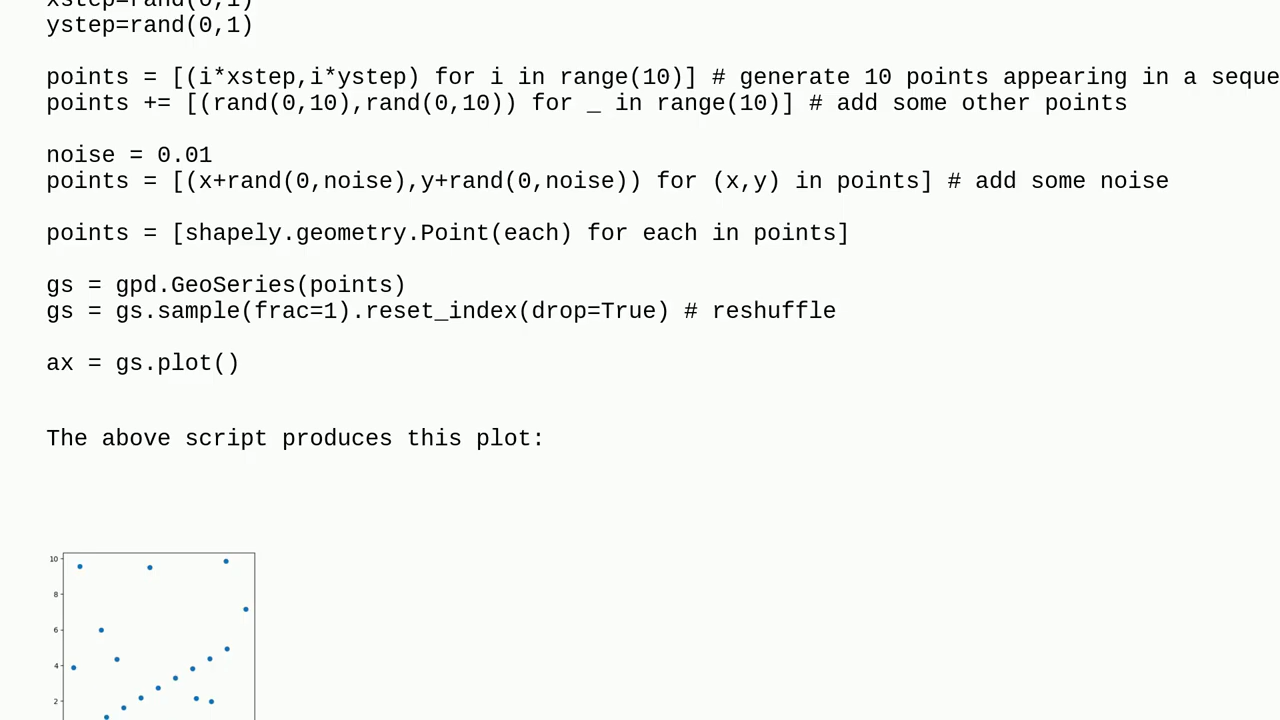 xstep=rand(0,1)
ystep=rand(0,1)
points = [(i*xstep,i*ystep) for i in range(10)] # generate 10 points appearing in a seque
points += [(rand(0,10),rand(0,10)) for _ in range(10)] # add some other points
noise = 0.01
points = [(x+rand(0,noise),y+rand(0,noise)) for (x,y) in points] # add some noise
points = [shapely.geometry.Point(each) for each in points]
gs = gpd.GeoSeries(points)
gs = gs.sample(frac=1).reset_index(drop=True) # reshuffle
ax = gs.plot()
The above script produces this plot:
10
8
6
4
2